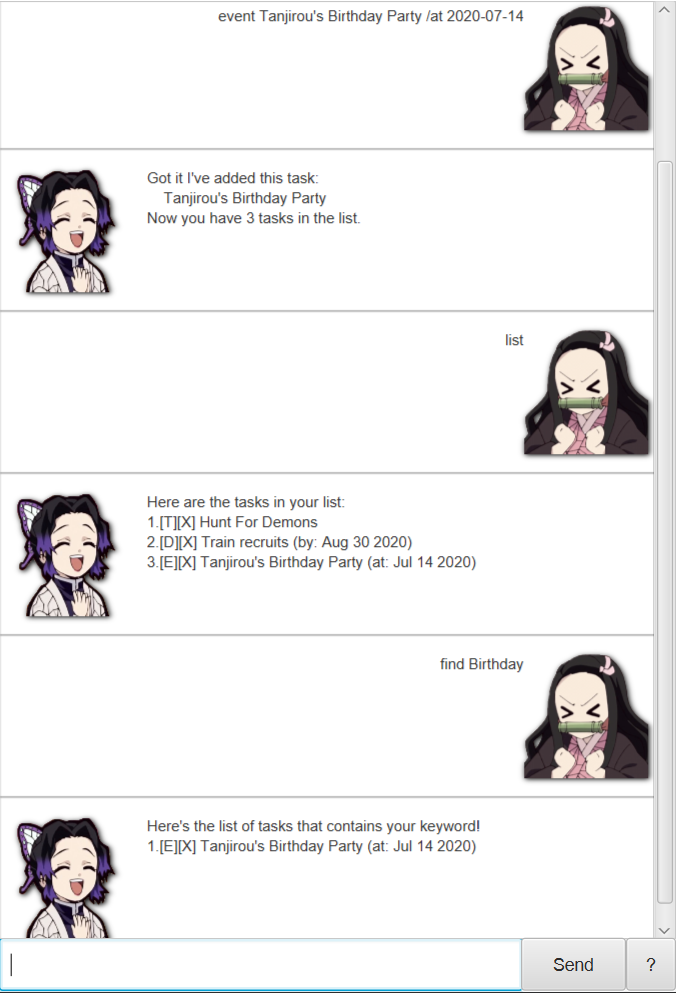 event Tanjirou's Birthday Party /at 2020-07-14
Got it I've added this task:
Tanjirou's Birthday Party
Now you have 3 tasks in the list.
list
Here are the tasks in your list:
1.[T][X] Hunt For Demons
2.[D][X] Train recruits (by: Aug 30 2020)
3.[E][X] Tanjirou's Birthday Party (at: Jul 14 2020)
find Birthday
Here's the list of tasks that contains your keyword!
1.[E][X] Tanjirou's Birthday Party (at: Jul 14 2020)
Send
?